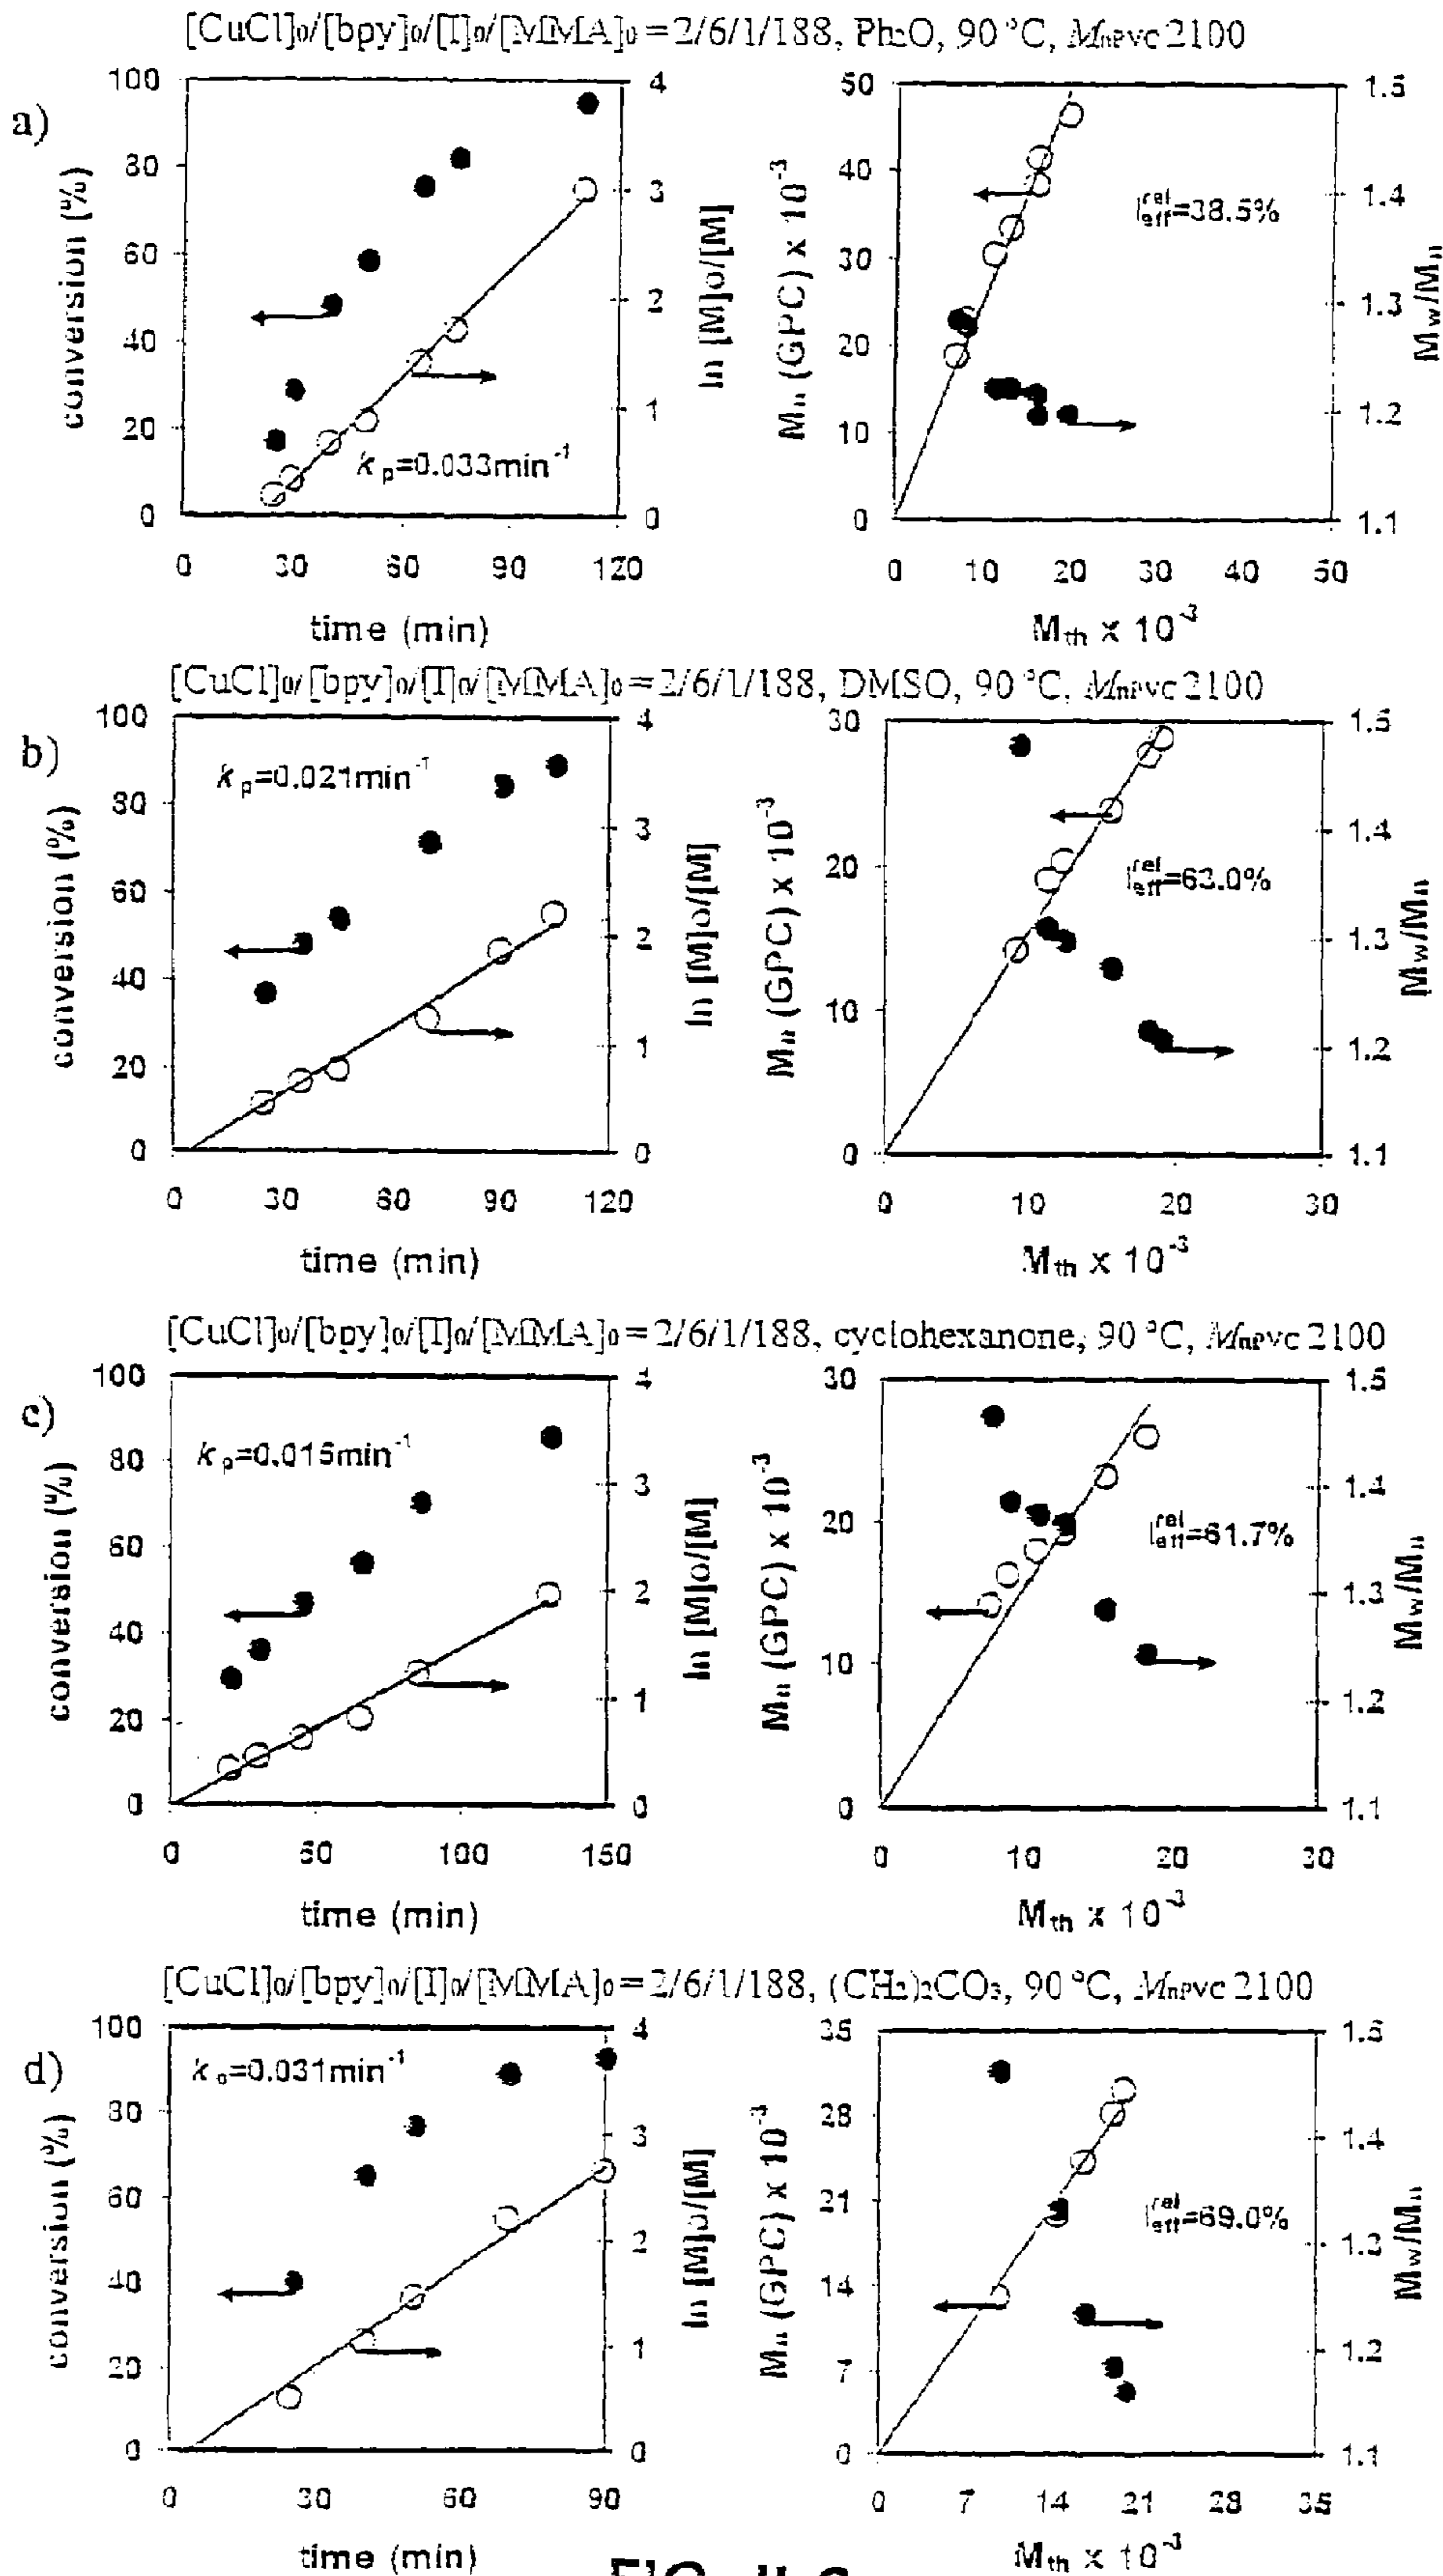 [CuCl]0/[bpy]0/[I]0/[MMA]0 = 2/6/1/188, Ph2O, 90 °C, MnPVC 2100
a)
conversion (%)
100
80
60
40
20
0
4
3
2
1
0
ln [M]0/[M]
kp=0.033min-1
0 30 60 90 120
time (min)
Mn (GPC) x 10-3
50
40
30
20
10
0
1.5
1.4
1.3
1.2
1.1
Mw/Mn
Ieff rel=38.5%
0 10 20 30 40 50
Mth x 10-3
[CuCl]0/[bpy]0/[I]0/[MMA]0 = 2/6/1/188, DMSO, 90 °C, MnPVC 2100
b)
conversion (%)
100
80
60
40
20
0
4
3
2
1
0
ln [M]0/[M]
kp=0.021min-1
0 30 60 90 120
time (min)
Mn (GPC) x 10-3
30
20
10
0
1.5
1.4
1.3
1.2
1.1
Mw/Mn
Ieff rel=63.0%
0 10 20 30
Mth x 10-3
[CuCl]0/[bpy]0/[I]0/[MMA]0 = 2/6/1/188, cyclohexanone, 90 °C, MnPVC 2100
c)
conversion (%)
100
80
60
40
20
0
4
3
2
1
0
ln [M]0/[M]
kp=0.015min-1
0 50 100 150
time (min)
Mn (GPC) x 10-3
30
20
10
0
1.5
1.4
1.3
1.2
1.1
Mw/Mn
Ieff rel=61.7%
0 10 20 30
Mth x 10-3
[CuCl]0/[bpy]0/[I]0/[MMA]0 = 2/6/1/188, (CH2)2CO3, 90 °C, MnPVC 2100
d)
conversion (%)
100
80
60
40
20
0
4
3
2
1
0
ln [M]0/[M]
kp=0.031min-1
0 30 60 90
time (min)
Mn (GPC) x 10-3
35
28
21
14
7
0
1.5
1.4
1.3
1.2
1.1
Mw/Mn
Ieff rel=69.0%
0 7 14 21 28 35
Mth x 10-3